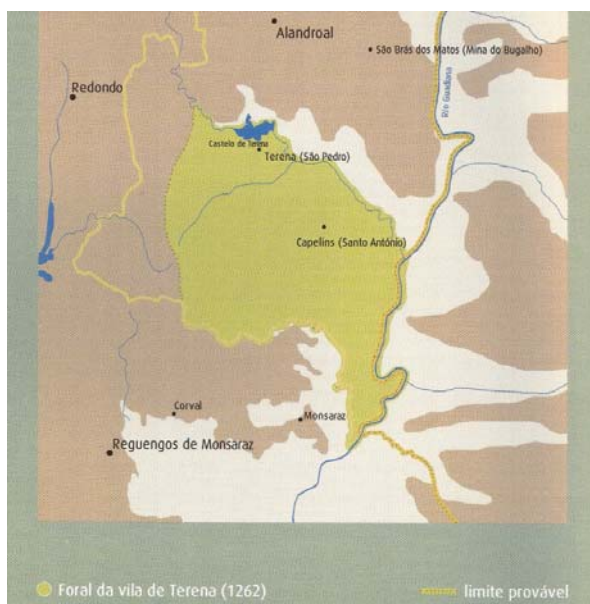 Alandroal
São Brás dos Matos (Mina do Bugalho)
Rio Guadiana
Redondo
Castelo de Terena
Terena (São Pedro)
Capelins (Santo António)
Corval
Monsaraz
Reguengos de Monsaraz
Foral da vila de Terena (1262)
limite provável